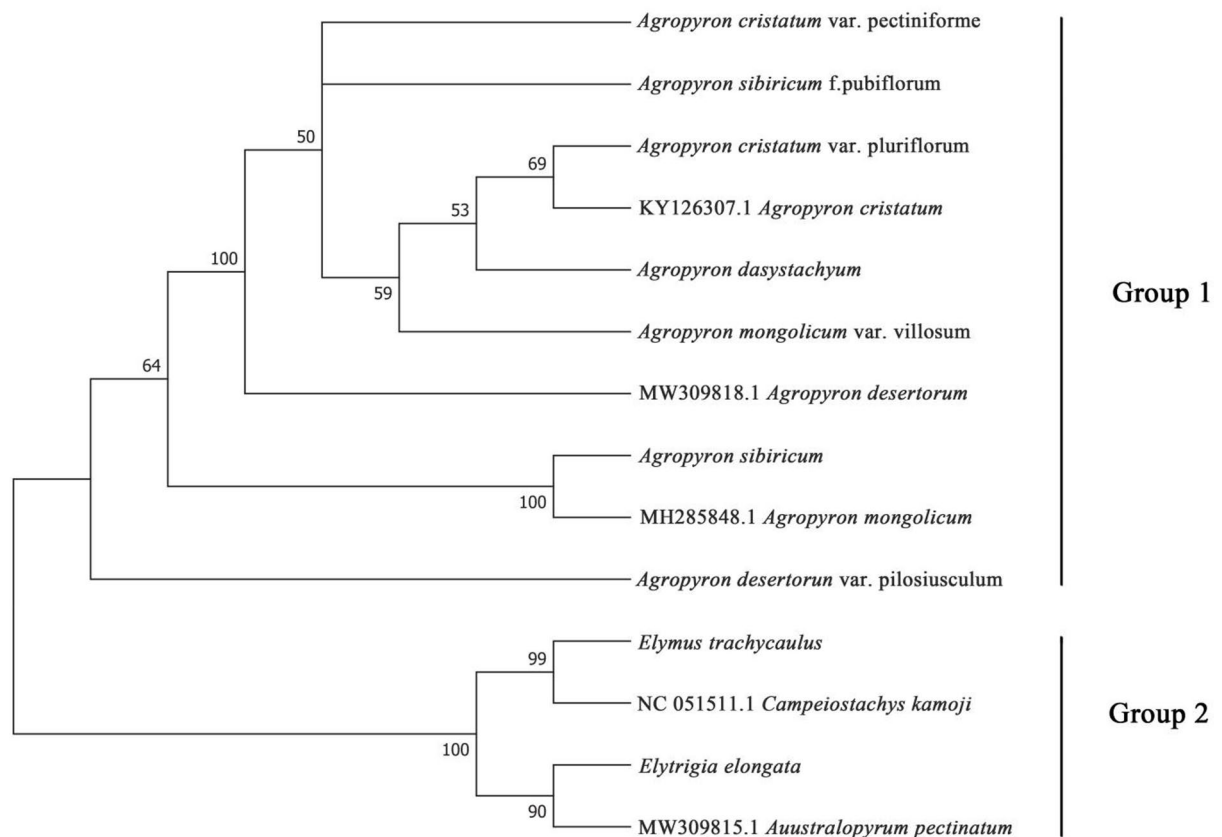 Agropyron cristatum var. pectiniforme
Agropyron sibiricum f.pubiflorum
50
Agropyron cristatum var. pluriflorum
69
KY126307.1 Agropyron cristatum
53
Agropyron dasystachyum
100
59
Group 1
Agropyron mongolicum var. villosum
64
MW309818.1 Agropyron desertorum
Agropyron sibiricum
100
MH285848.1 Agropyron mongolicum
Agropyron desertorun var. pilosiusculum
Elymus trachycaulus
99
NC 051511.1 Campeiostachys kamoji
Group 2
100
Elytrigia elongata
90
MW309815.1 Auustralopyrum pectinatum